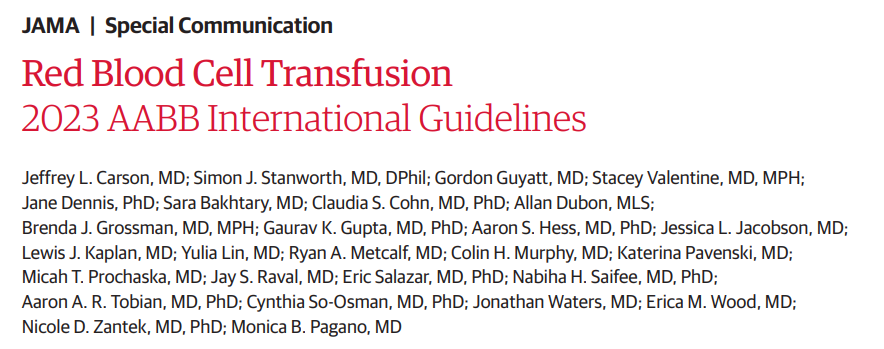 JAMA | Special Communication
Red Blood Cell Transfusion
2023 AABB International Guidelines
Jeffrey L. Carson, MD; Simon J. Stanworth, MD, DPhil; Gordon Guyatt, MD; Stacey Valentine, MD, MPH;
Jane Dennis, PhD; Sara Bakhtary, MD; Claudia S. Cohn, MD, PhD; Allan Dubon, MLS;
Brenda J. Grossman, MD, MPH; Gaurav K. Gupta, MD, PhD; Aaron S. Hess, MD, PhD; Jessica L. Jacobson, MD;
Lewis J. Kaplan, MD; Yulia Lin, MD; Ryan A. Metcalf, MD; Colin H. Murphy, MD; Katerina Pavenski, MD;
Micah T. Prochaska, MD; Jay S. Raval, MD; Eric Salazar, MD, PhD; Nabiha H. Saifee, MD, PhD;
Aaron A. R. Tobian, MD, PhD; Cynthia So-Osman, MD, PhD; Jonathan Waters, MD; Erica M. Wood, MD;
Nicole D. Zantek, MD, PhD; Monica B. Pagano, MD